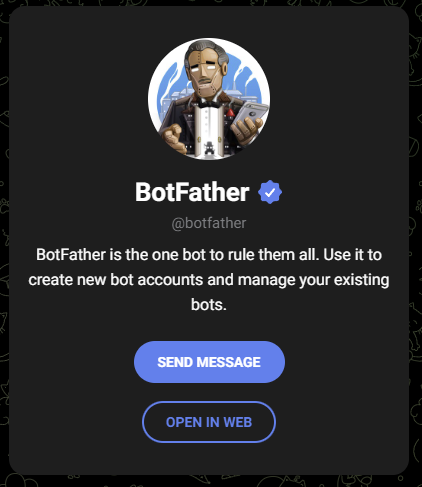 BotFather
@botfather
BotFather is the one bot to rule them all. Use it to
create new bot accounts and manage your existing
bots.
SEND MESSAGE
OPEN IN WEB